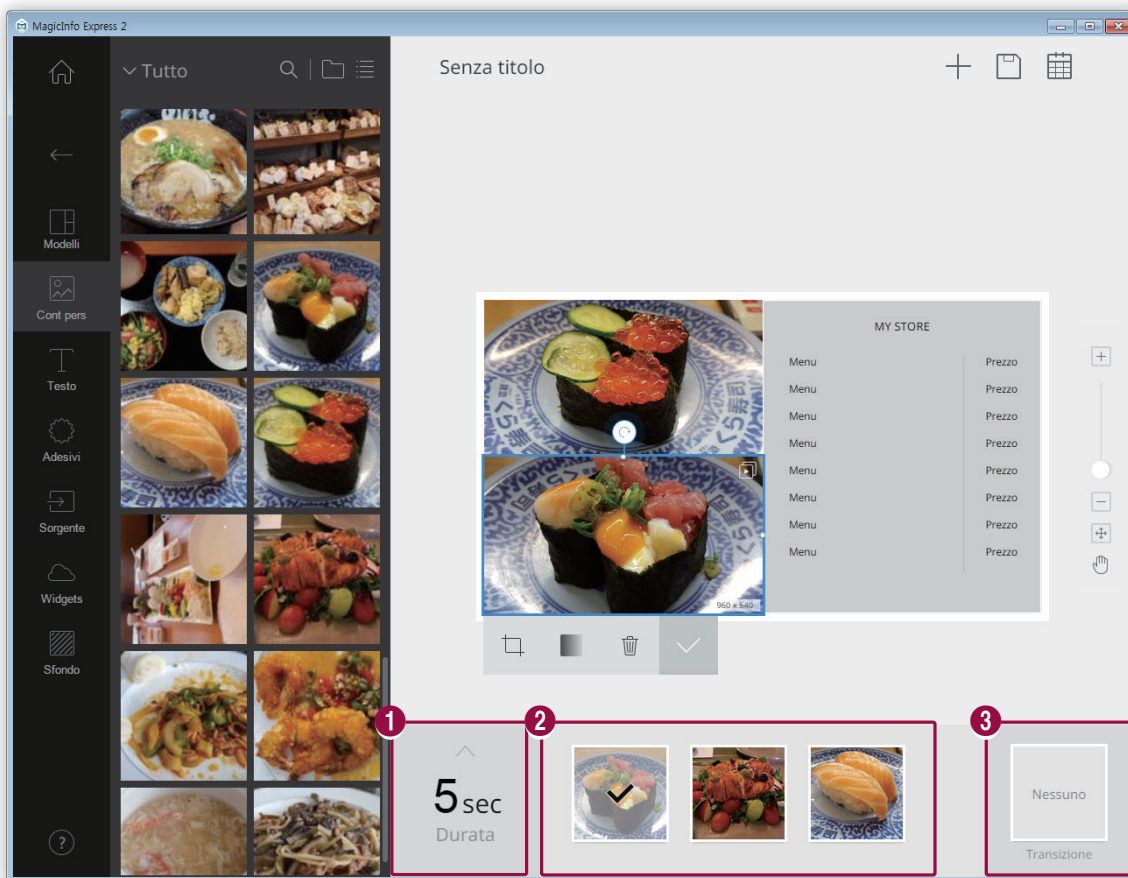 MagicInfo Express 2
Tutto
Senza titolo
Modelli
Cont pers
Testo
Adesivi
Sorgente
Widgets
Sfondo
?
MY STORE
Menu Prezzo
Menu Prezzo
Menu Prezzo
Menu Prezzo
Menu Prezzo
Menu Prezzo
Menu Prezzo
Menu Prezzo
960 x 540
1
5 sec
Durata
2
3
Nessuno
Transizione